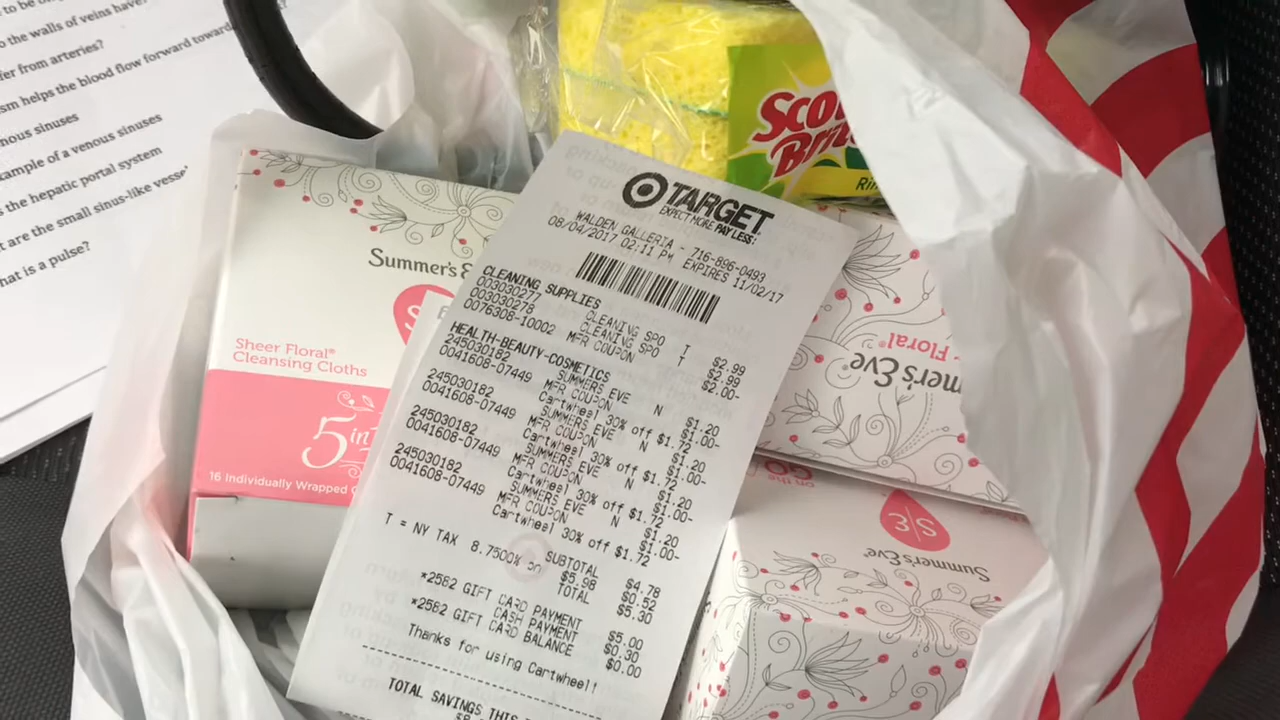 to be
o the walls of veins have?
fer from arteries?
sm helps the blood flow forward toward
nous sinuses
xample of a venous sinuses
s the hepatic portal system
t are the small sinus-like vesse
hat is a pulse?
Summer's E
Sheer Floral®
Cleansing Cloths
5 in
16 Individually Wrapped C
Scotch
Brite
TARGET
EXPECT MORE. PAY LESS.®
WALDEN GALLERIA - 716-896-0493
08/04/2017 02:11 PM EXPIRES 11/02/17
CLEANING SUPPLIES
003030277 CLEANING SPO T $2.99
003030278 CLEANING SPO T $2.99
0076308-10002 MFR COUPON $2.00-
HEALTH-BEAUTY-COSMETICS
245030182 SUMMERS EVE N $1.20
0041608-07449 MFR COUPON $1.00-
Cartwheel 30% off $1.72
245030182 SUMMERS EVE N $1.20
0041608-07449 MFR COUPON $1.00-
Cartwheel 30% off $1.72
245030182 SUMMERS EVE N $1.20
0041608-07449 MFR COUPON $1.00-
Cartwheel 30% off $1.72
245030182 SUMMERS EVE N $1.20
0041608-07449 MFR COUPON $1.00-
Cartwheel 30% off $1.72
SUBTOTAL $4.78
T = NY TAX 8.7500% on $5.98 $0.52
TOTAL $5.30
*2582 GIFT CARD PAYMENT $5.00
CASH PAYMENT $0.30
*2582 GIFT CARD BALANCE $0.00
Thanks for using Cartwheel!
TOTAL SAVINGS THIS
mer's Eve®
Floral®
on the
GO
S/E
Summer's Eve®